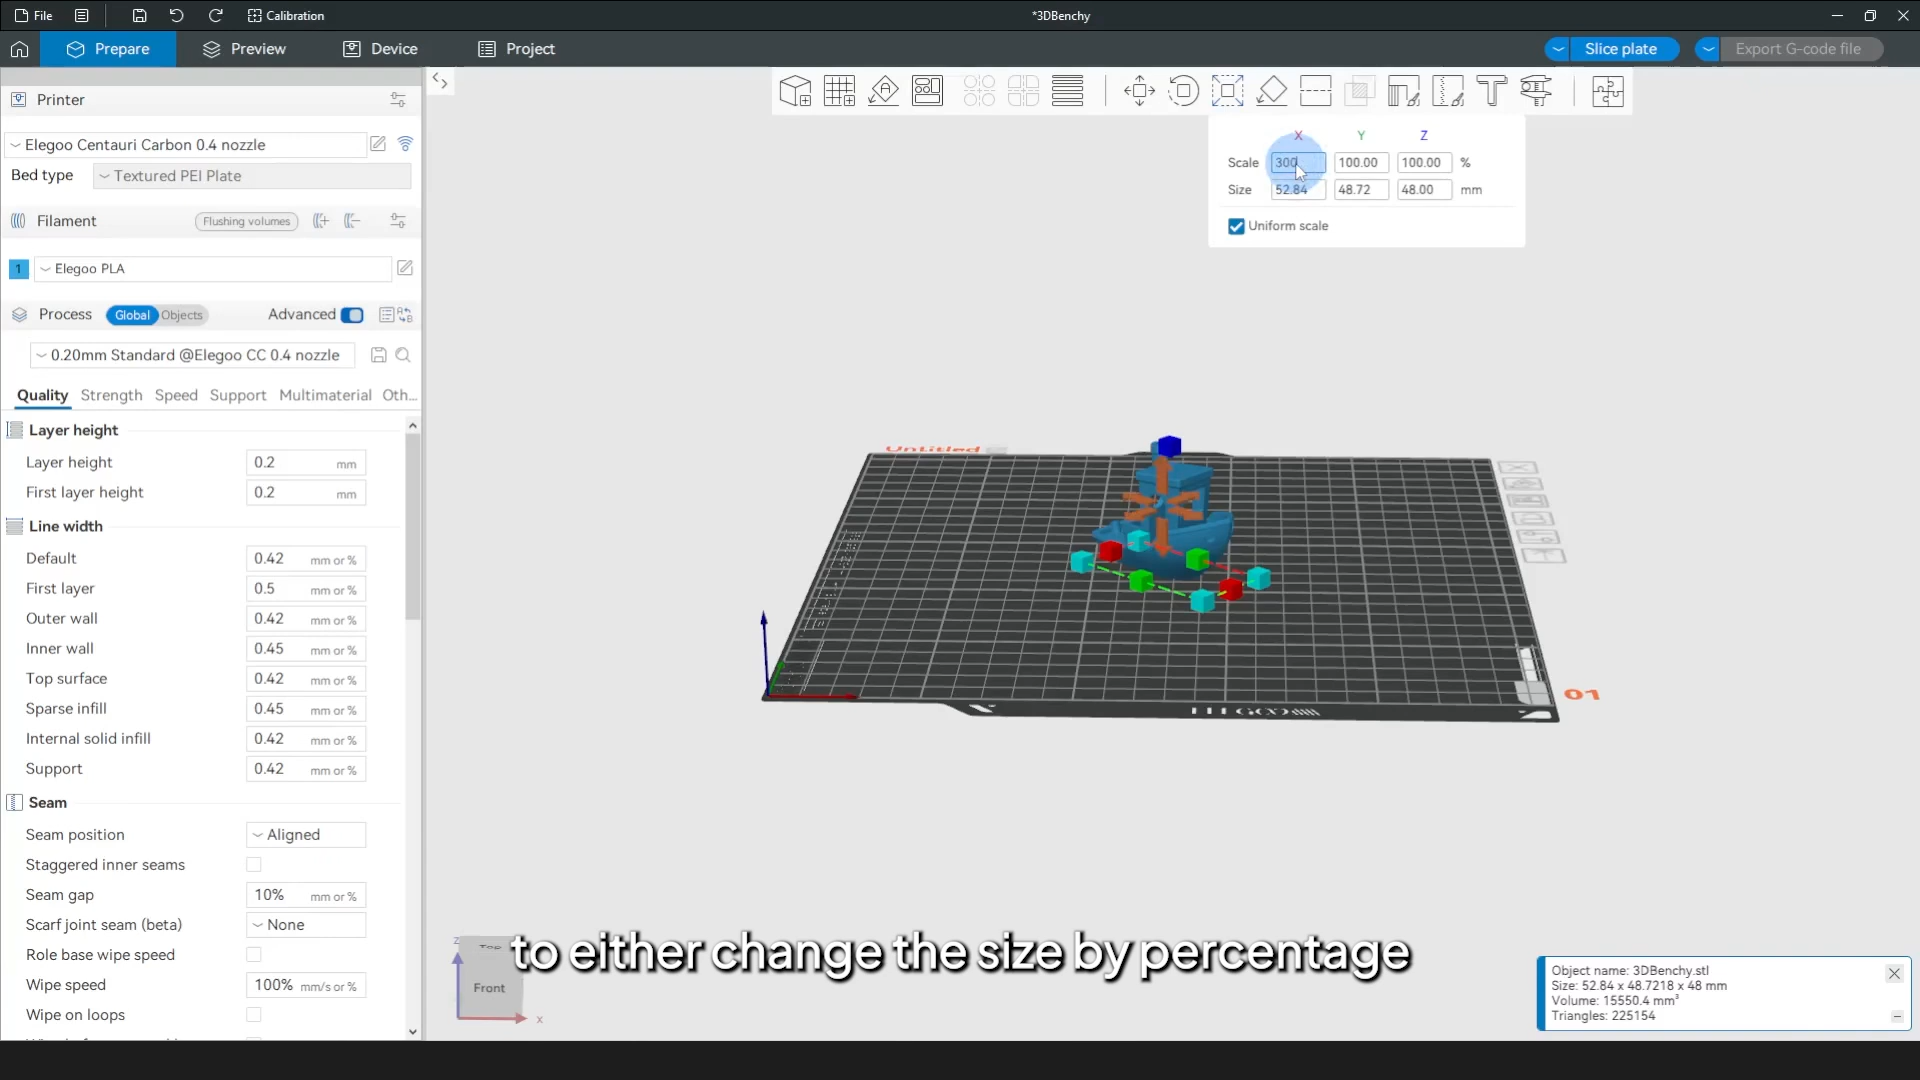 File
Calibration
*3DBenchy
Prepare
Preview
Device
Project
Slice plate
Export G-code file
Printer
Elegoo Centauri Carbon 0.4 nozzle
Bed type
Textured PEI Plate
Filament
Flushing volumes
1
Elegoo PLA
Process
Global
Objects
Advanced
0.20mm Standard @Elegoo CC 0.4 nozzle
Quality Strength Speed Support Multimaterial Oth...
Layer height
Layer height 0.2 mm
First layer height 0.2 mm
Line width
Default 0.42 mm or %
First layer 0.5 mm or %
Outer wall 0.42 mm or %
Inner wall 0.45 mm or %
Top surface 0.42 mm or %
Sparse infill 0.45 mm or %
Internal solid infill 0.42 mm or %
Support 0.42 mm or %
Seam
Seam position Aligned
Staggered inner seams
Seam gap 10% mm or %
Scarf joint seam (beta) None
Role base wipe speed
Wipe speed 100% mm/s or %
Wipe on loops
X Y Z
Scale 300 100.00 100.00 %
Size 52.84 48.72 48.00 mm
Uniform scale
Untitled
01
to either change the size by percentage
z
Top
Front
x
Object name: 3DBenchy.stl
Size: 52.84 x 48.7218 x 48 mm
Volume: 15550.4 mm³
Triangles: 225154